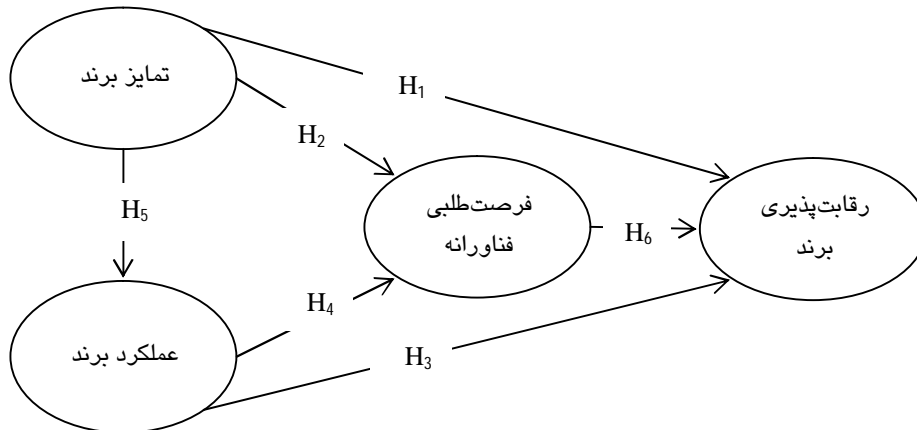 تمایز برند
H₁
H₂
فرصت‌طلبی
فناورانه
رقابت‌پذیری
برند
H₅
H₆
H₄
عملکرد برند
H₃